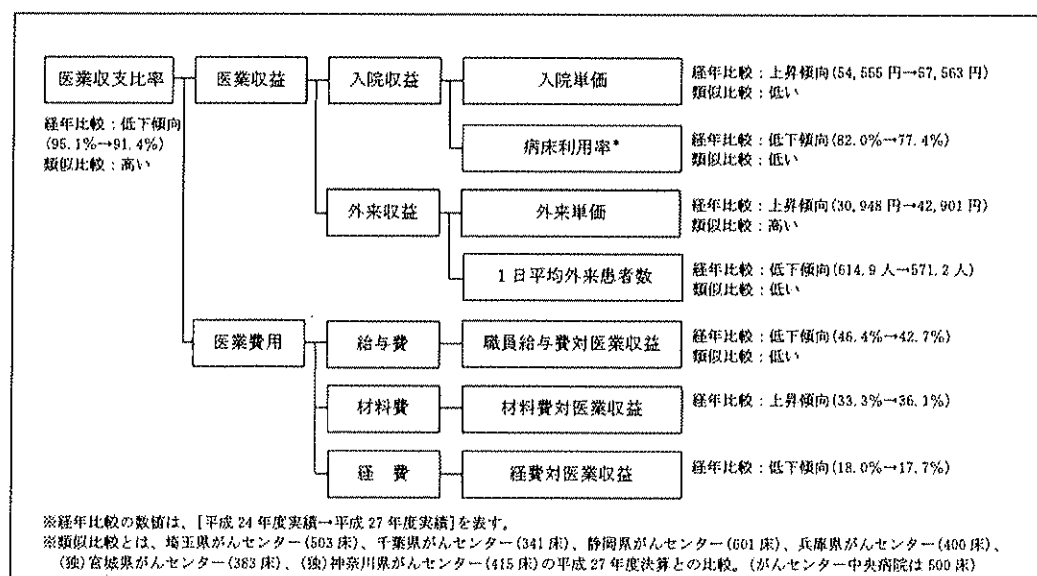 医業収支比率
経年比較:低下傾向
(95.1%→91.4%)
類似比較:高い
医業収益
入院収益
入院単価
経年比較:上昇傾向(54,555円→57,563円)
類似比較:低い
病床利用率*
経年比較:低下傾向(82.0%→77.4%)
類似比較:低い
外来収益
外来単価
経年比較:上昇傾向(30,948円→42,901円)
類似比較:高い
1日平均外来患者数
経年比較:低下傾向(614.9人→571.2人)
類似比較:低い
医業費用
給与費
職員給与費対医業収益
経年比較:低下傾向(46.4%→42.7%)
類似比較:低い
材料費
材料費対医業収益
経年比較:上昇傾向(33.3%→36.1%)
経 費
経費対医業収益
経年比較:低下傾向(18.0%→17.7%)
※経年比較の数値は、[平成24年度実績→平成27年度実績]を表す。
※類似比較とは、埼玉県がんセンター(503床)、千葉県がんセンター(341床)、静岡県がんセンター(601床)、兵庫県がんセンター(400床)、
(独)宮城県がんセンター(383床)、(独)神奈川県がんセンター(415床)の平成27年度決算との比較。(がんセンター中央病院は500床)